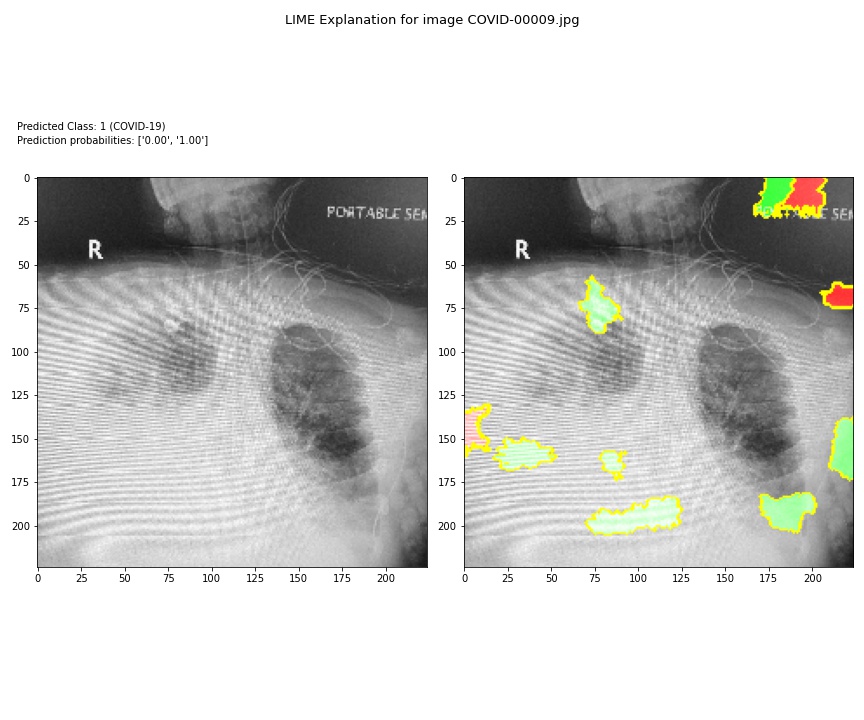 LIME Explanation for image COVID-00009.jpg
Predicted Class: 1 (COVID-19)
Prediction probabilities: ['0.00', '1.00']
PORTABLE SEM
R
0
25
50
75
100
125
150
175
200
0 25 50 75 100 125 150 175 200
R
0
25
50
75
100
125
150
175
200
0 25 50 75 100 125 150 175 200